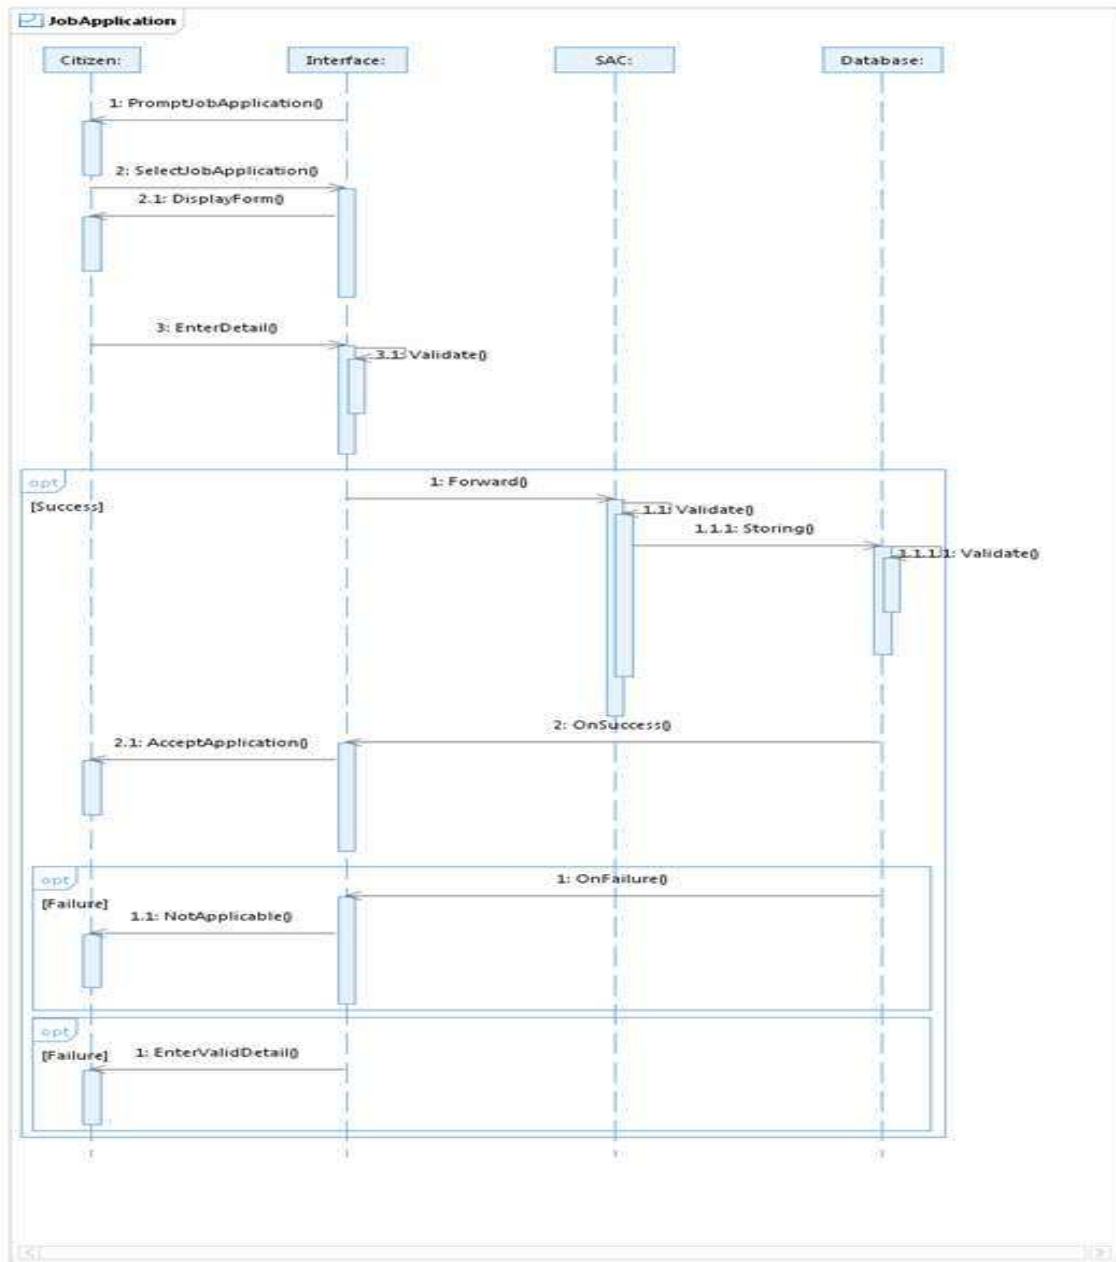 JobApplication
Citizen:
Interface:
SAC:
Database:
1: PromptJobApplication()
2: SelectJobApplication()
2.1: DisplayForm()
3: EnterDetail()
3.1: Validate()
opt
[Success]
1: Forward()
1.1: Validate()
1.1.1: Storing()
1.1.1.1: Validate()
2: OnSuccess()
2.1: AcceptApplication()
opt
[Failure]
1: OnFailure()
1.1: NotApplicable()
opt
[Failure]
1: EnterValidDetail()